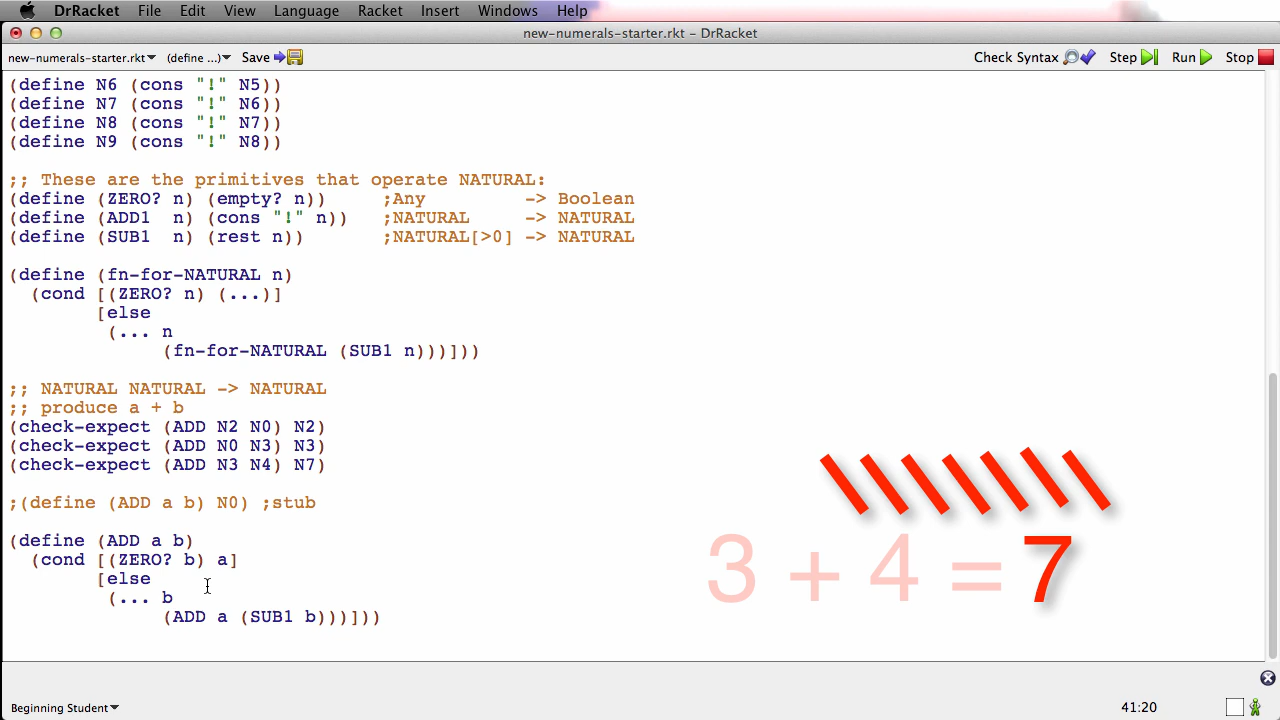 DrRacket File Edit View Language Racket Insert Windows Help
new-numerals-starter.rkt - DrRacket
new-numerals-starter.rkt (define ...) Save Check Syntax Step Run Stop
(define N6 (cons "!" N5))
(define N7 (cons "!" N6))
(define N8 (cons "!" N7))
(define N9 (cons "!" N8))
;; These are the primitives that operate NATURAL:
(define (ZERO? n) (empty? n)) ;Any -> Boolean
(define (ADD1 n) (cons "!" n)) ;NATURAL -> NATURAL
(define (SUB1 n) (rest n)) ;NATURAL[>0] -> NATURAL
(define (fn-for-NATURAL n)
(cond [(ZERO? n) (...)]
[else
(... n
(fn-for-NATURAL (SUB1 n)))]))
;; NATURAL NATURAL -> NATURAL
;; produce a + b
(check-expect (ADD N2 N0) N2)
(check-expect (ADD N0 N3) N3)
(check-expect (ADD N3 N4) N7)
;(define (ADD a b) N0) ;stub
(define (ADD a b)
(cond [(ZERO? b) a]
[else
(... b
(ADD a (SUB1 b)))]))
3 + 4 = 7
Beginning Student 41:20